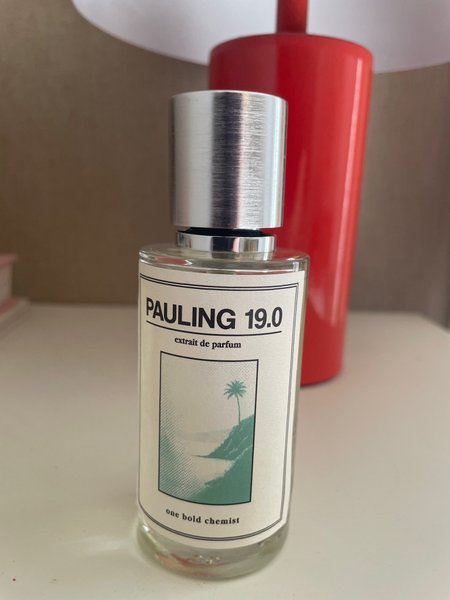 PAULING 19.0
extrait de parfum
one bold chemist